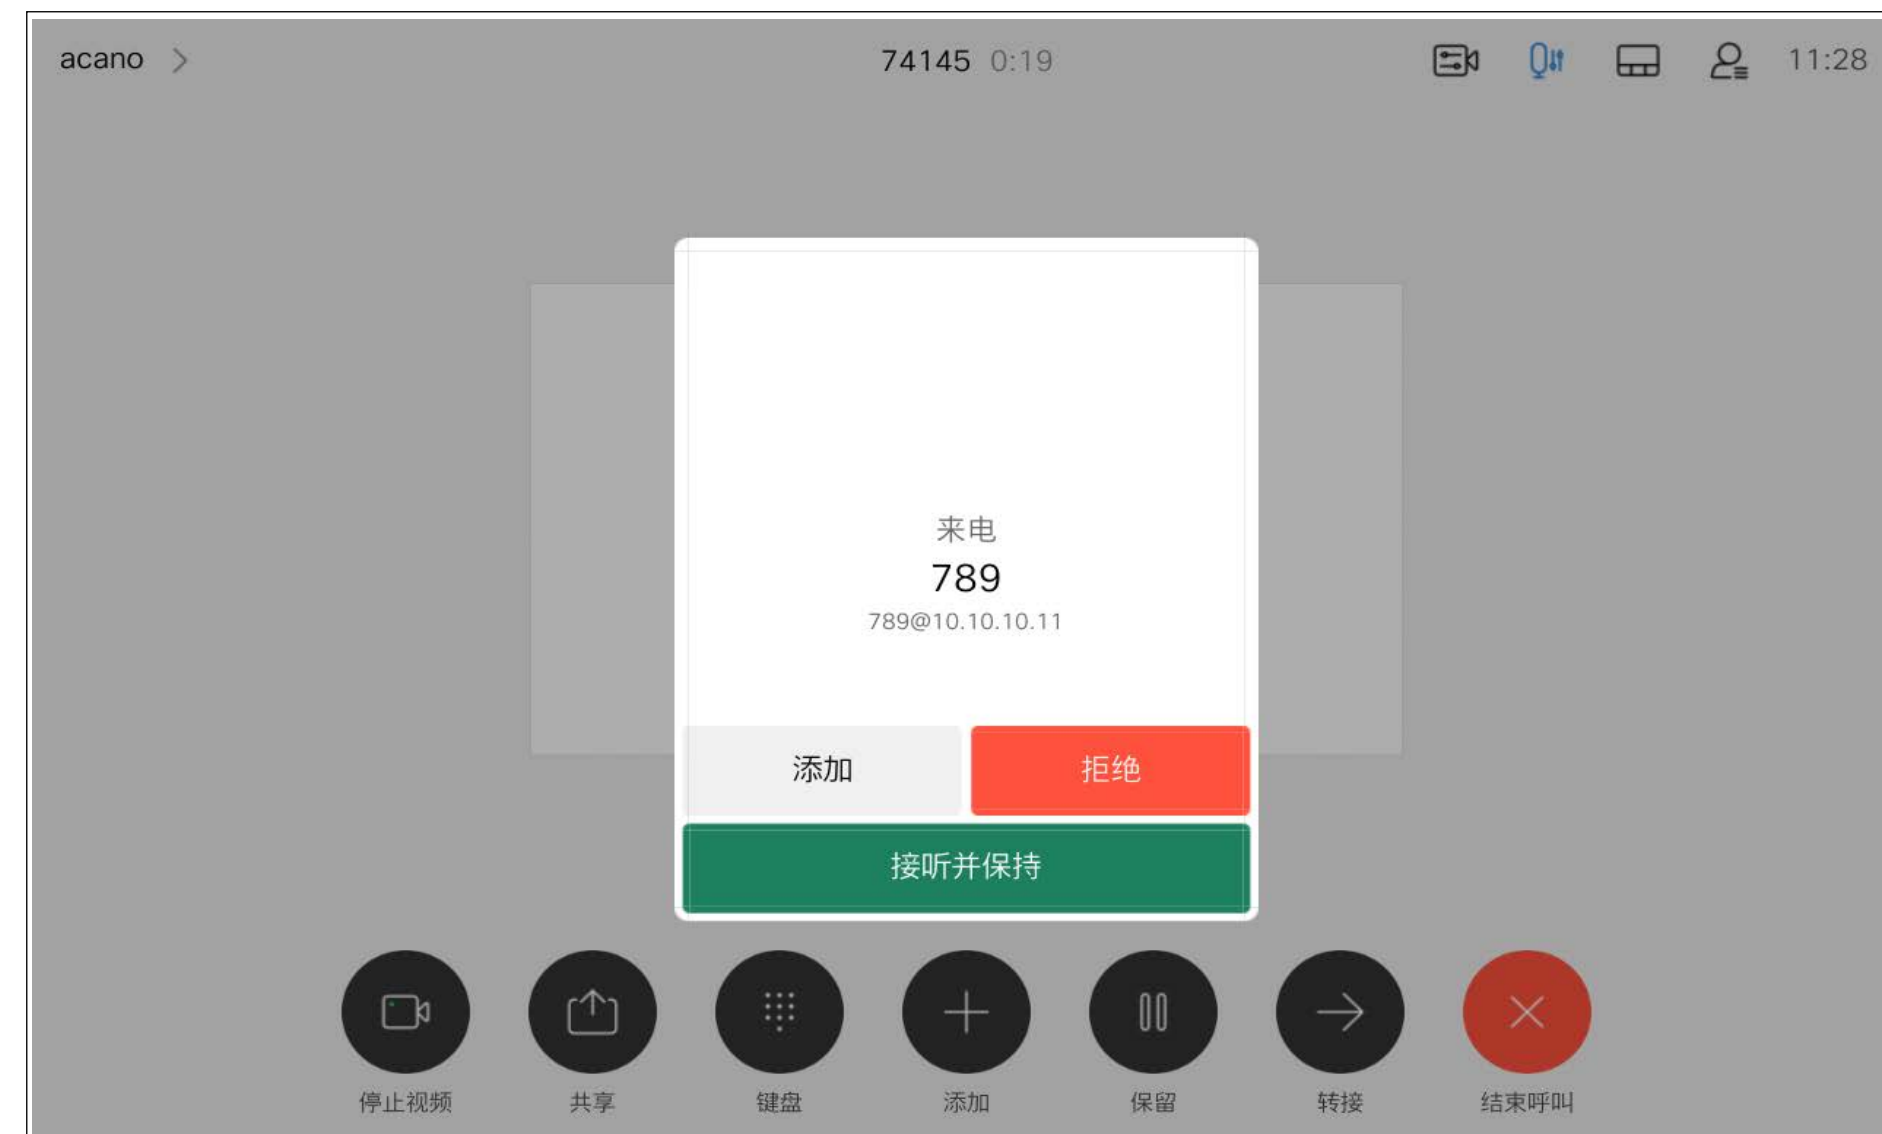 acano
74145 0:19
11:28
来电
789
789@10.10.10.11
添加
拒绝
接听并保持
停止视频
共享
键盘
添加
保留
转接
结束呼叫